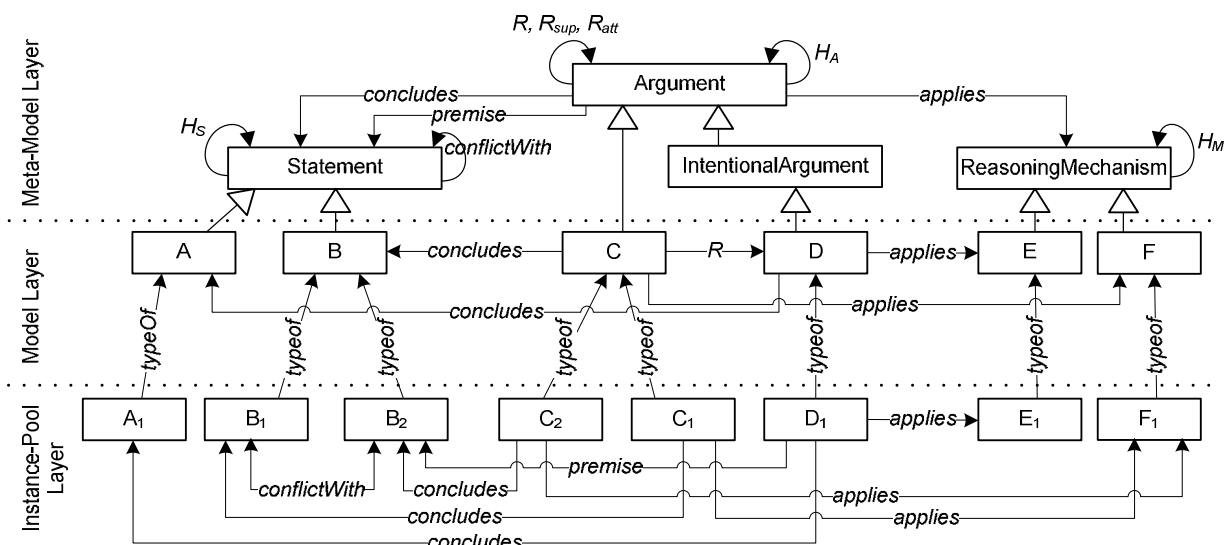 Meta-Model Layer
R, Rsup, Ratt
HA
Argument
concludes
premise
applies
HS
conflictWith
Statement
IntentionalArgument
ReasoningMechanism
HM
Model Layer
A
B
concludes
C
R
D
applies
E
F
concludes
applies
typeOf
typeof
typeof
typeof
typeof
typeof
typeof
typeof
Instance-Pool Layer
A1
B1
B2
C2
C1
D1
applies
E1
F1
premise
conflictWith
concludes
applies
concludes
applies
concludes